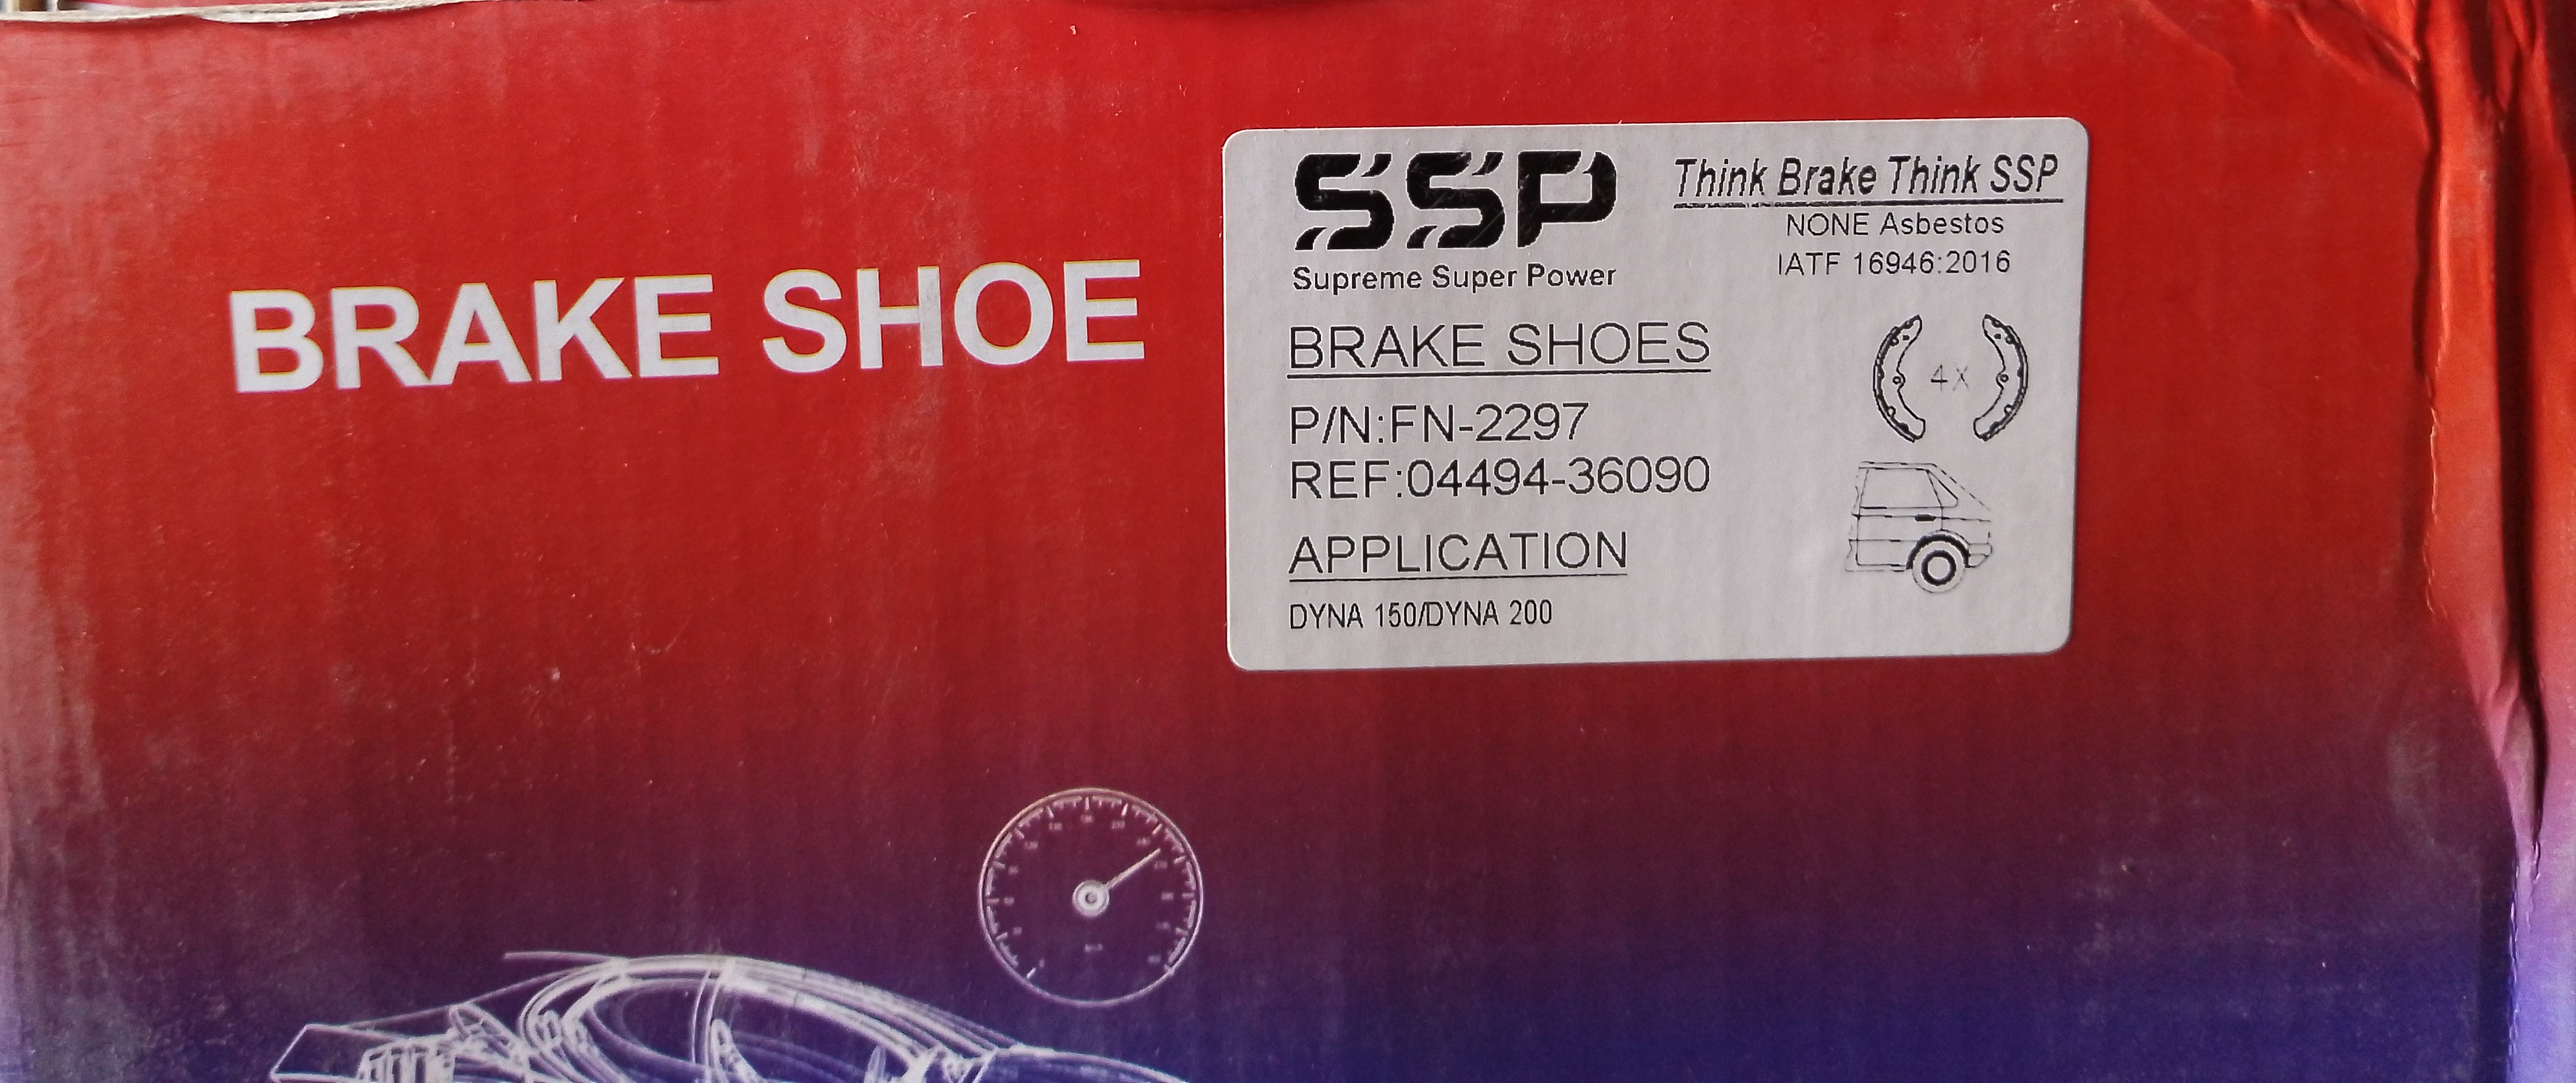 BRAKE SHOE
SSP
Supreme Super Power
Think Brake Think SSP
NONE Asbestos
IATF 16946:2016
BRAKE SHOES
4X
P/N:FN-2297
REF:04494-36090
APPLICATION
DYNA 150/DYNA 200